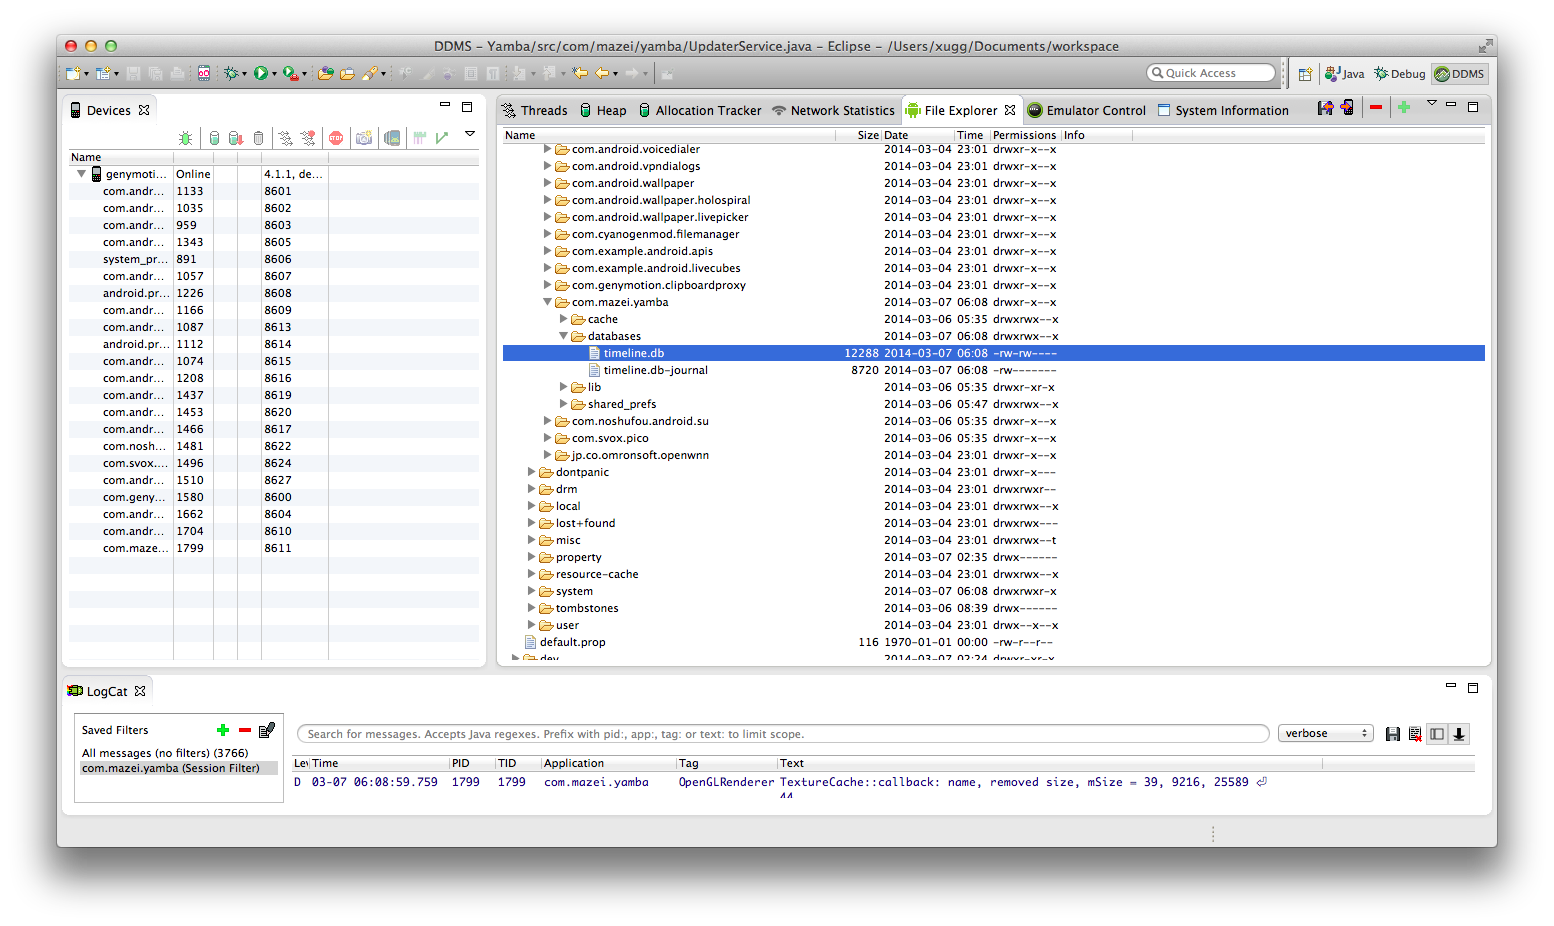 DDMS – Yamba/src/com/mazei/yamba/UpdaterService.java – Eclipse – /Users/xugg/Documents/workspace
Quick Access
Java
Debug
DDMS
Devices
Name
genymoti... Online 4.1.1, de...
com.andr... 1133 8601
com.andr... 1035 8602
com.andr... 959 8603
com.andr... 1343 8605
system_pr... 891 8606
com.andr... 1057 8607
android.pr... 1226 8608
com.andr... 1166 8609
com.andr... 1087 8613
android.pr... 1112 8614
com.andr... 1074 8615
com.andr... 1208 8616
com.andr... 1437 8619
com.andr... 1453 8620
com.andr... 1466 8617
com.nosh... 1481 8622
com.svox.... 1496 8624
com.andr... 1510 8627
com.geny... 1580 8600
com.andr... 1662 8604
com.andr... 1704 8610
com.maze... 1799 8611
Threads Heap Allocation Tracker Network Statistics File Explorer Emulator Control System Information
Name Size Date Time Permissions Info
com.android.voicedialer 2014-03-04 23:01 drwxr-x--x
com.android.vpndialogs 2014-03-04 23:01 drwxr-x--x
com.android.wallpaper 2014-03-04 23:01 drwxr-x--x
com.android.wallpaper.holospiral 2014-03-04 23:01 drwxr-x--x
com.android.wallpaper.livepicker 2014-03-04 23:01 drwxr-x--x
com.cyanogenmod.filemanager 2014-03-04 23:01 drwxr-x--x
com.example.android.apis 2014-03-04 23:01 drwxr-x--x
com.example.android.livecubes 2014-03-04 23:01 drwxr-x--x
com.genymotion.clipboardproxy 2014-03-04 23:01 drwxr-x--x
com.mazei.yamba 2014-03-07 06:08 drwxr-x--x
cache 2014-03-06 05:35 drwxrwx--x
databases 2014-03-07 06:08 drwxrwx--x
timeline.db 12288 2014-03-07 06:08 -rw-rw----
timeline.db-journal 8720 2014-03-07 06:08 -rw-------
lib 2014-03-06 05:35 drwxr-xr-x
shared_prefs 2014-03-06 05:47 drwxrwx--x
com.noshufou.android.su 2014-03-06 05:35 drwxr-x--x
com.svox.pico 2014-03-06 05:35 drwxr-x--x
jp.co.omronsoft.openwnn 2014-03-04 23:01 drwxr-x--x
dontpanic 2014-03-04 23:01 drwxr-x---
drm 2014-03-04 23:01 drwxrwxr--
local 2014-03-04 23:01 drwxrwx--x
lost+found 2014-03-04 23:01 drwxrwx---
misc 2014-03-04 23:01 drwxrwx--t
property 2014-03-07 02:35 drwx------
resource-cache 2014-03-04 23:01 drwxrwx--x
system 2014-03-07 06:08 drwxrwxr-x
tombstones 2014-03-06 08:39 drwx------
user 2014-03-04 23:01 drwx--x--x
default.prop 116 1970-01-01 00:00 -rw-r--r--
dev 2014-03-07 02:24 drwxr-xr-x
LogCat
Saved Filters
All messages (no filters) (3766)
com.mazei.yamba (Session Filter)
Search for messages. Accepts Java regexes. Prefix with pid:, app:, tag: or text: to limit scope.
verbose
Lev Time PID TID Application Tag Text
D 03-07 06:08:59.759 1799 1799 com.mazei.yamba OpenGLRenderer TextureCache::callback: name, removed size, mSize = 39, 9216, 25589
44